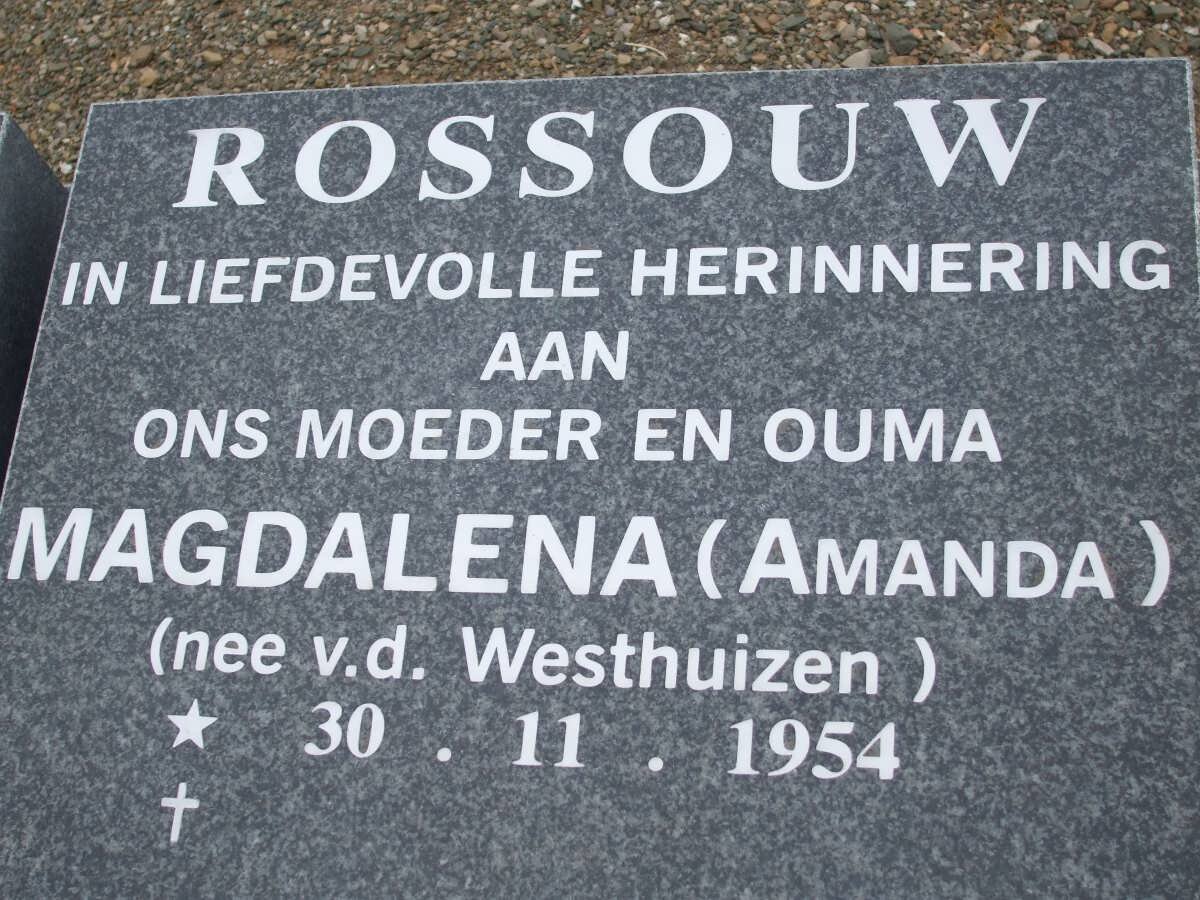 ROSSOUW
IN LIEFDEVOLLE HERINNERING
AAN
ONS MOEDER EN OUMA
MAGDALENA (AMANDA)
(nee v.d. Westhuizen )
★ 30 . 11 . 1954
✝